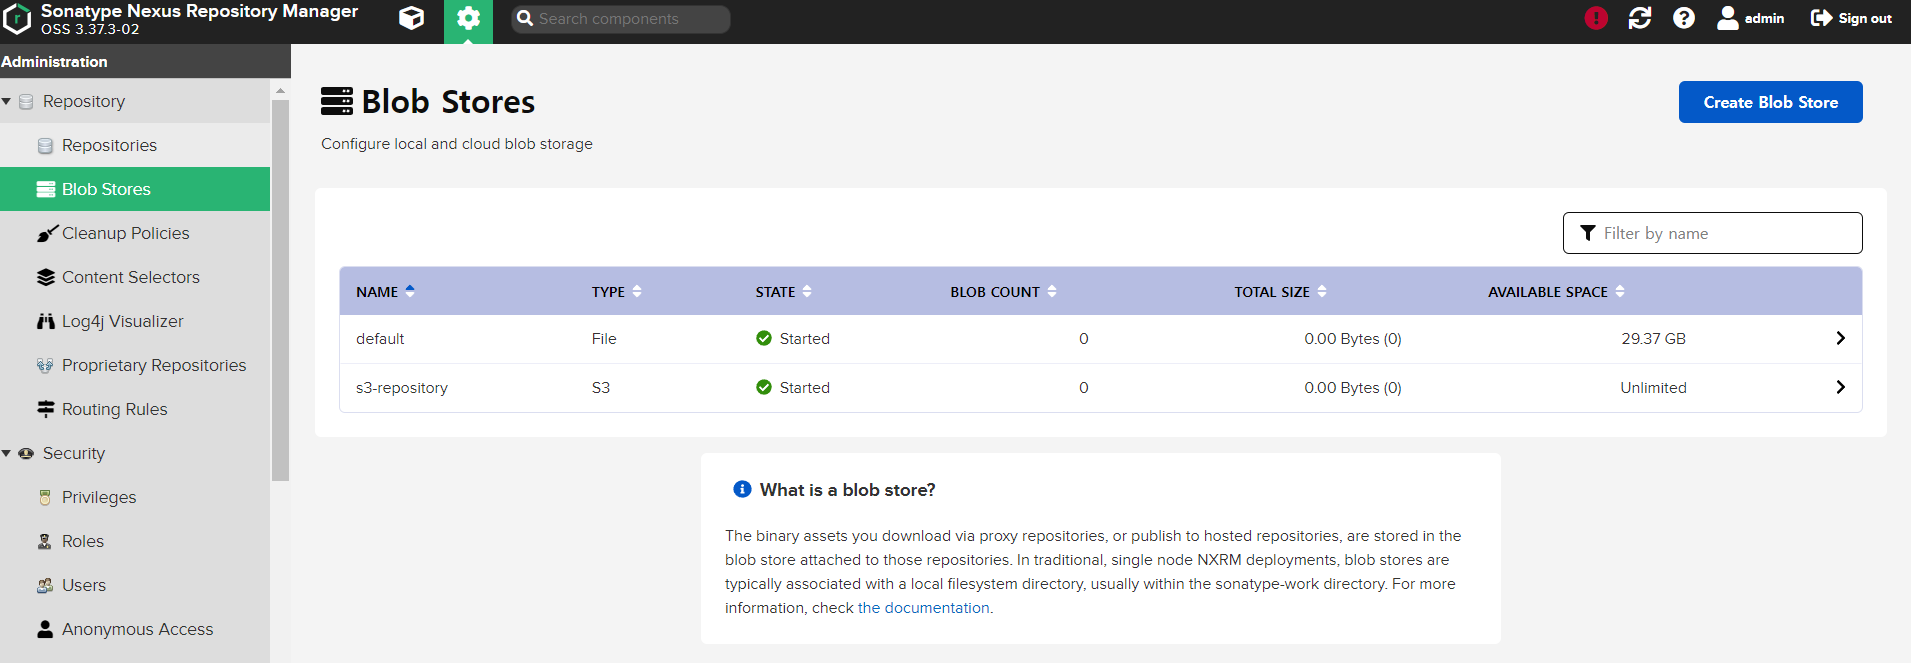 Sonatype Nexus Repository Manager
OSS 3.37.3-02
Search components
admin
Sign out
Administration
Repository
Repositories
Blob Stores
Cleanup Policies
Content Selectors
Log4j Visualizer
Proprietary Repositories
Routing Rules
Security
Privileges
Roles
Users
Anonymous Access
Blob Stores
Create Blob Store
Configure local and cloud blob storage
Filter by name
NAME TYPE STATE BLOB COUNT TOTAL SIZE AVAILABLE SPACE
default File Started 0 0.00 Bytes (0) 29.37 GB
s3-repository S3 Started 0 0.00 Bytes (0) Unlimited
What is a blob store?
The binary assets you download via proxy repositories, or publish to hosted repositories, are stored in the
blob store attached to those repositories. In traditional, single node NXRM deployments, blob stores are
typically associated with a local filesystem directory, usually within the sonatype-work directory. For more
information, check the documentation.